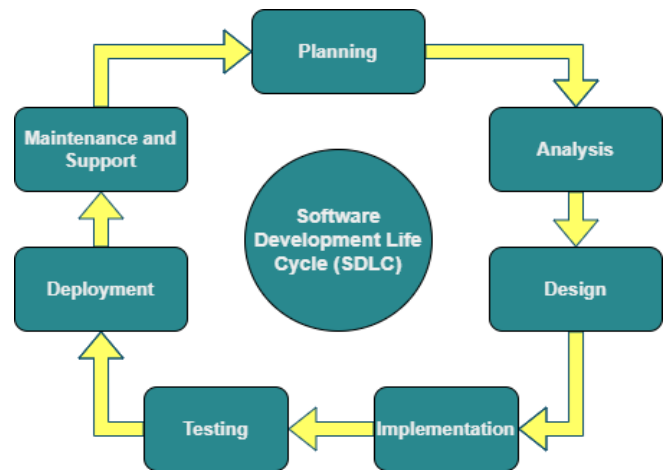 Planning
Analysis
Design
Implementation
Testing
Deployment
Maintenance and
Support
Software
Development Life
Cycle (SDLC)